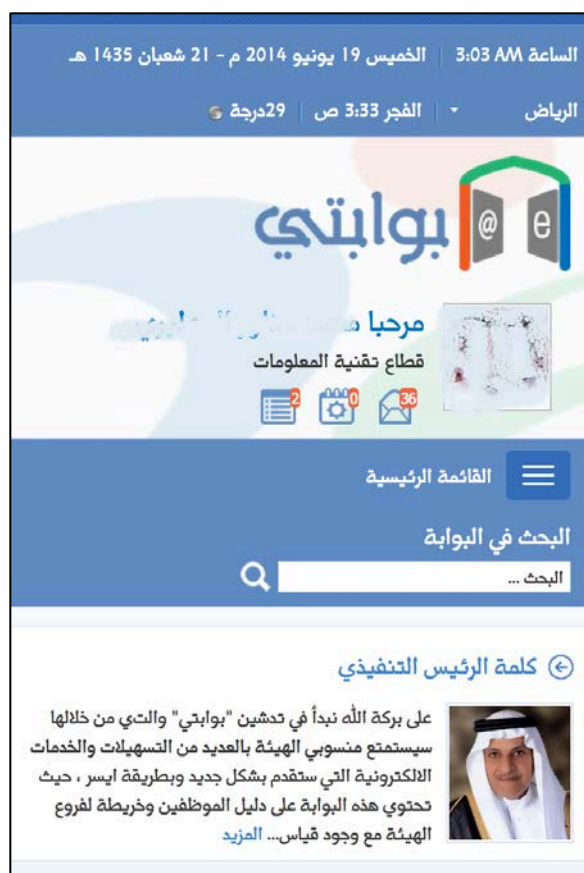 الساعة 3:03 AM الخميس 19 يونيو 2014 م - 21 شعبان 1435 هـ
الرياض الفجر 3:33 ص 29درجة
بوابتي @ e
مرحبا
قطاع تقنية المعلومات
2 0 36
القائمة الرئيسية
البحث في البوابة
البحث ...
كلمة الرئيس التنفيذي
على بركة الله نبدأ في تدشين "بوابتي" والتي من خلالها
سيستمتع منسوبي الهيئة بالعديد من التسهيلات والخدمات
الالكترونية التي ستقدم بشكل جديد وبطريقة ايسر ، حيث
تحتوي هذه البوابة على دليل الموظفين وخريطة لفروع
الهيئة مع وجود قياس... المزيد